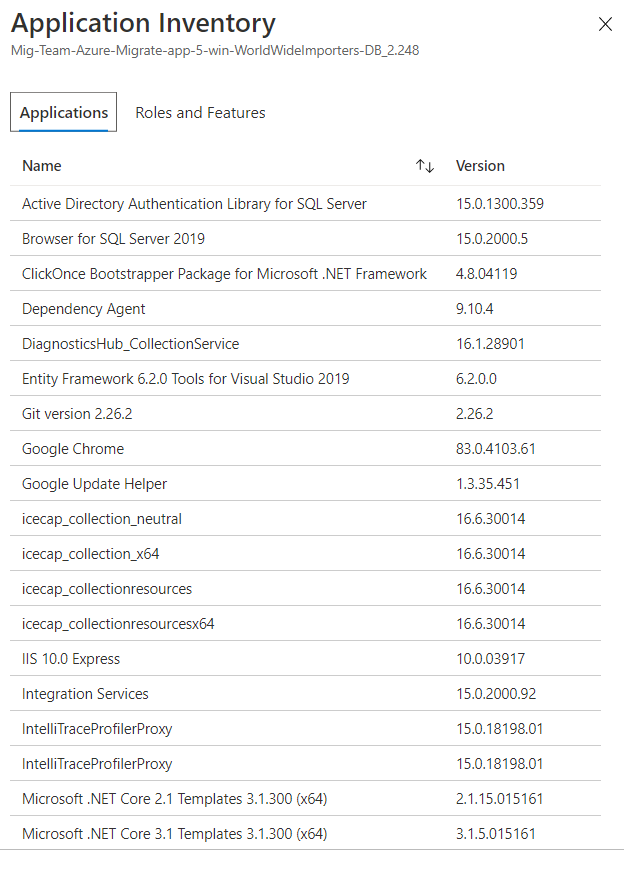 Application Inventory
Mig-Team-Azure-Migrate-app-5-win-WorldWideImporters-DB_2.248
Applications Roles and Features
Name Version
Active Directory Authentication Library for SQL Server 15.0.1300.359
Browser for SQL Server 2019 15.0.2000.5
ClickOnce Bootstrapper Package for Microsoft .NET Framework 4.8.04119
Dependency Agent 9.10.4
DiagnosticsHub_CollectionService 16.1.28901
Entity Framework 6.2.0 Tools for Visual Studio 2019 6.2.0.0
Git version 2.26.2 2.26.2
Google Chrome 83.0.4103.61
Google Update Helper 1.3.35.451
icecap_collection_neutral 16.6.30014
icecap_collection_x64 16.6.30014
icecap_collectionresources 16.6.30014
icecap_collectionresourcesx64 16.6.30014
IIS 10.0 Express 10.0.03917
Integration Services 15.0.2000.92
IntelliTraceProfilerProxy 15.0.18198.01
IntelliTraceProfilerProxy 15.0.18198.01
Microsoft .NET Core 2.1 Templates 3.1.300 (x64) 2.1.15.015161
Microsoft .NET Core 3.1 Templates 3.1.300 (x64) 3.1.5.015161